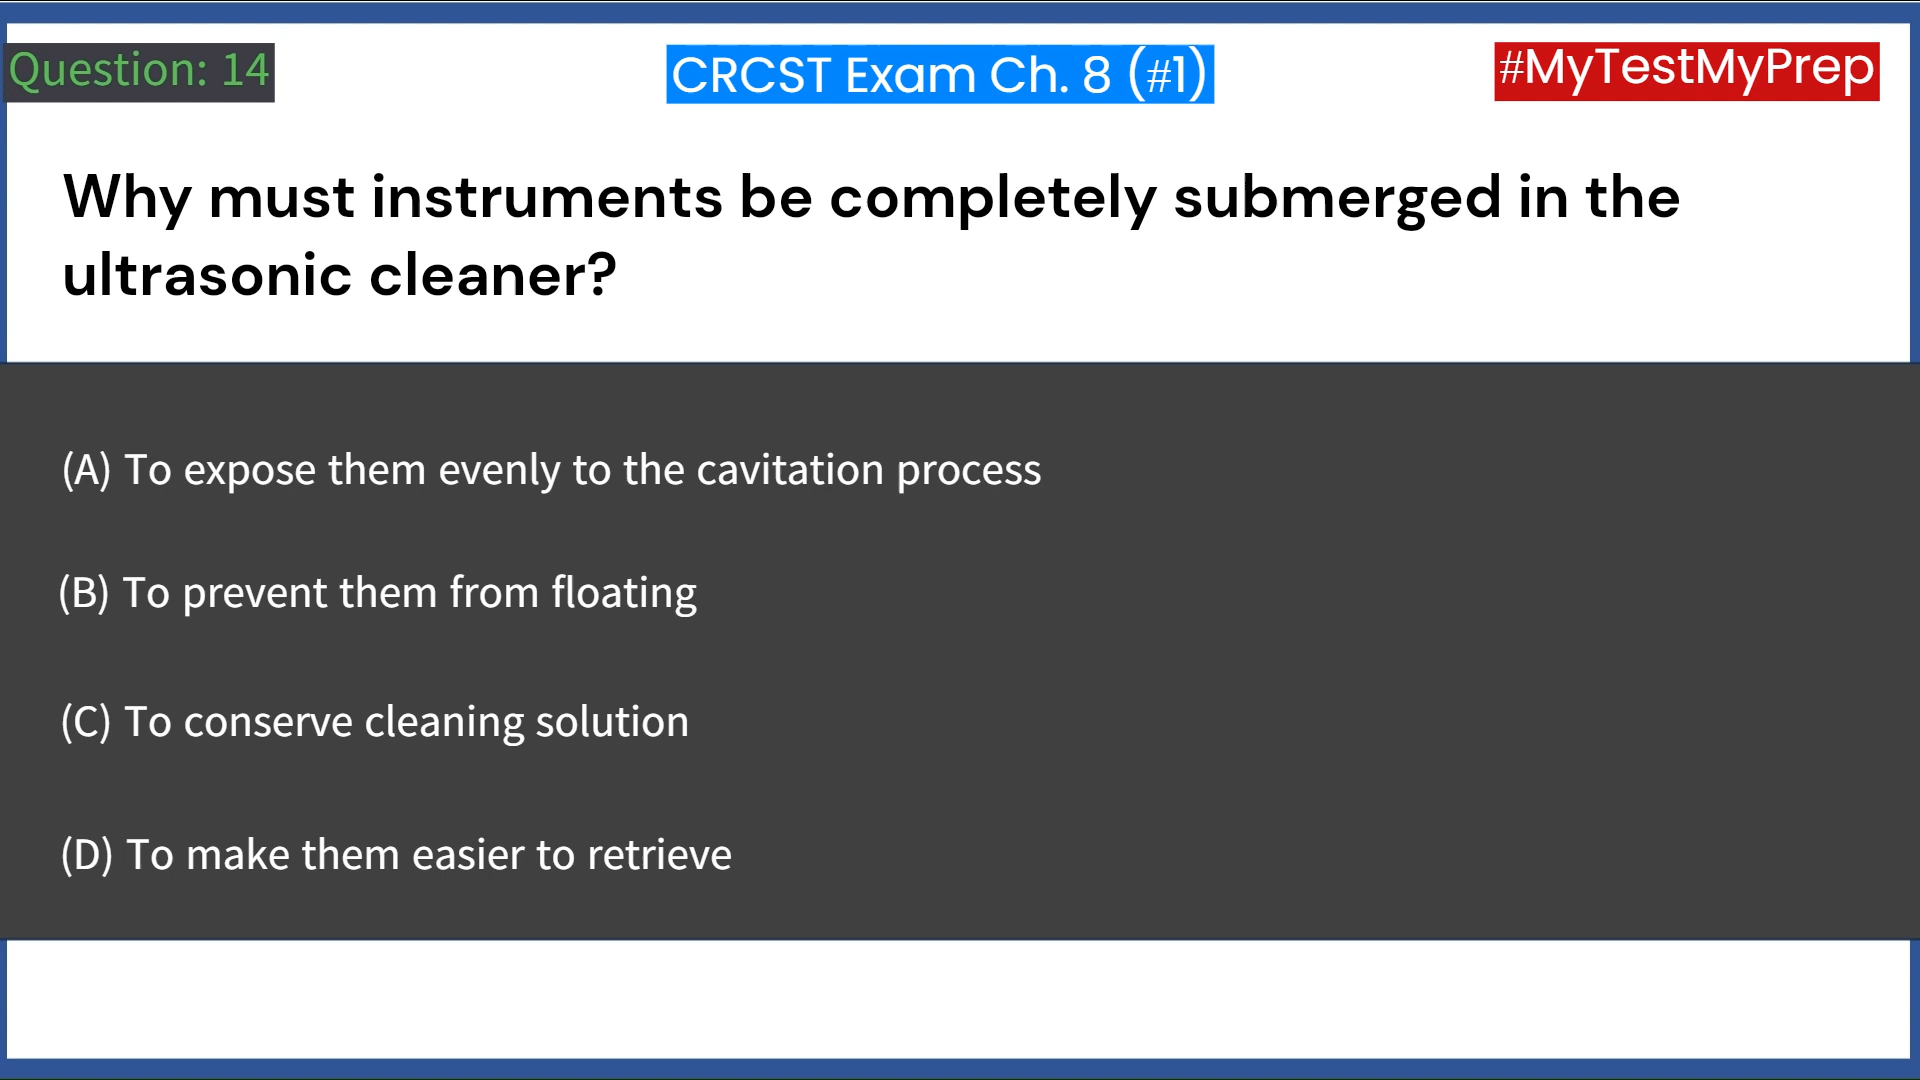 Question: 14
CRCST Exam Ch. 8 (#1)
#MyTestMyPrep
Why must instruments be completely submerged in the
ultrasonic cleaner?
(A) To expose them evenly to the cavitation process
(B) To prevent them from floating
(C) To conserve cleaning solution
(D) To make them easier to retrieve